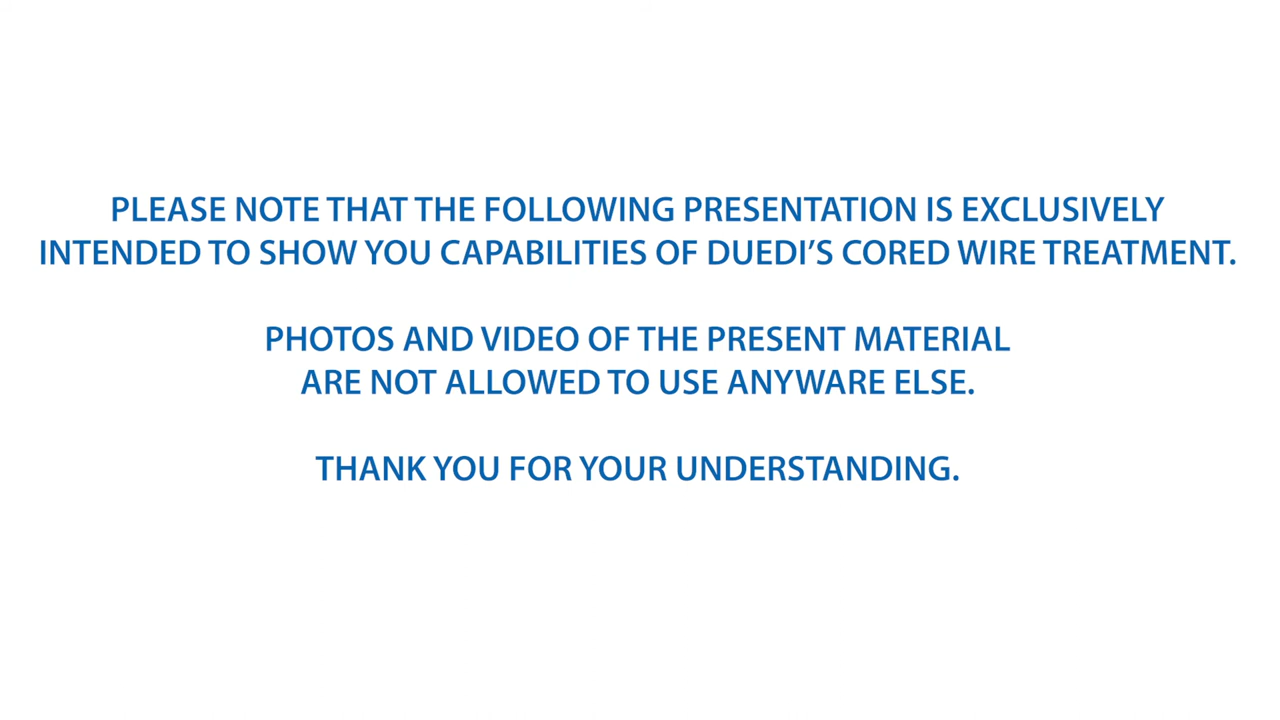 PLEASE NOTE THAT THE FOLLOWING PRESENTATION IS EXCLUSIVELY
INTENDED TO SHOW YOU CAPABILITIES OF DUEDI’S CORED WIRE TREATMENT.
PHOTOS AND VIDEO OF THE PRESENT MATERIAL
ARE NOT ALLOWED TO USE ANYWARE ELSE.
THANK YOU FOR YOUR UNDERSTANDING.